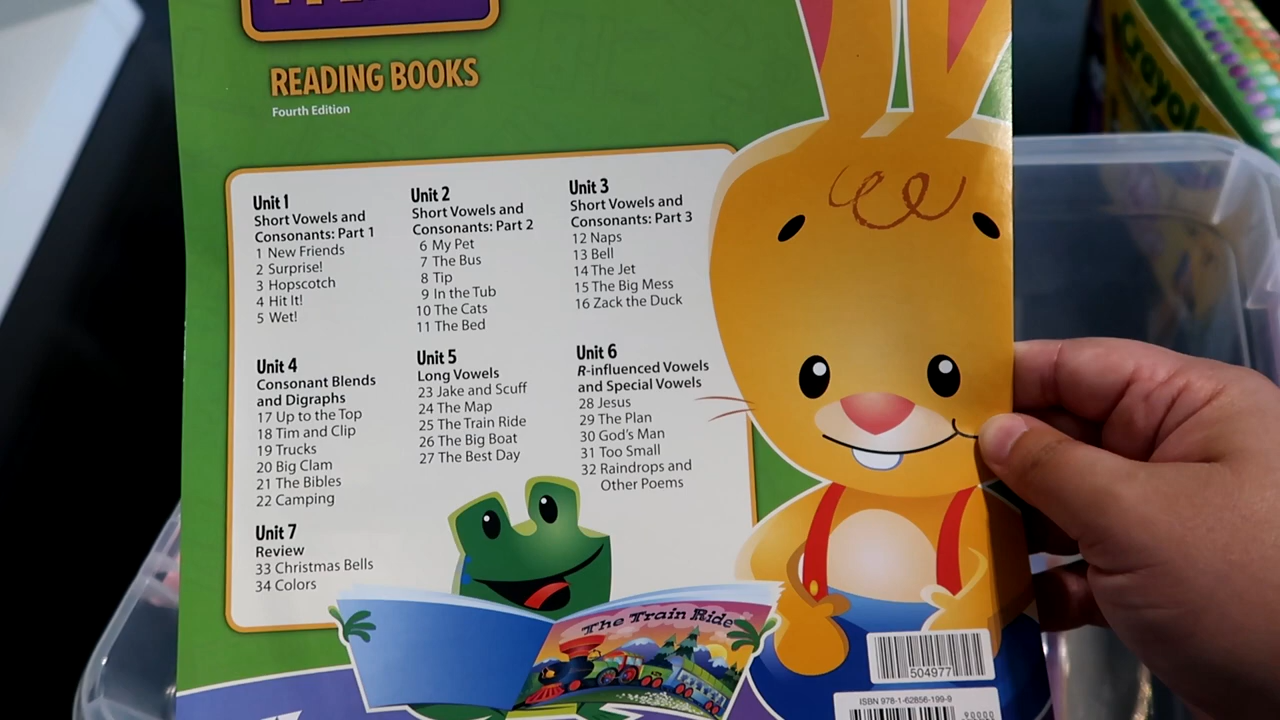 READING BOOKS
Fourth Edition
Unit 1
Short Vowels and
Consonants: Part 1
1 New Friends
2 Surprise!
3 Hopscotch
4 Hit It!
5 Wet!
Unit 2
Short Vowels and
Consonants: Part 2
6 My Pet
7 The Bus
8 Tip
9 In the Tub
10 The Cats
11 The Bed
Unit 3
Short Vowels and
Consonants: Part 3
12 Naps
13 Bell
14 The Jet
15 The Big Mess
16 Zack the Duck
Unit 4
Consonant Blends
and Digraphs
17 Up to the Top
18 Tim and Clip
19 Trucks
20 Big Clam
21 The Bibles
22 Camping
Unit 5
Long Vowels
23 Jake and Scuff
24 The Map
25 The Train Ride
26 The Big Boat
27 The Best Day
Unit 6
R-influenced Vowels
and Special Vowels
28 Jesus
29 The Plan
30 God's Man
31 Too Small
32 Raindrops and
Other Poems
Unit 7
Review
33 Christmas Bells
34 Colors
The Train Ride
504977
ISBN 978-1-62856-199-9
90000
Crayola